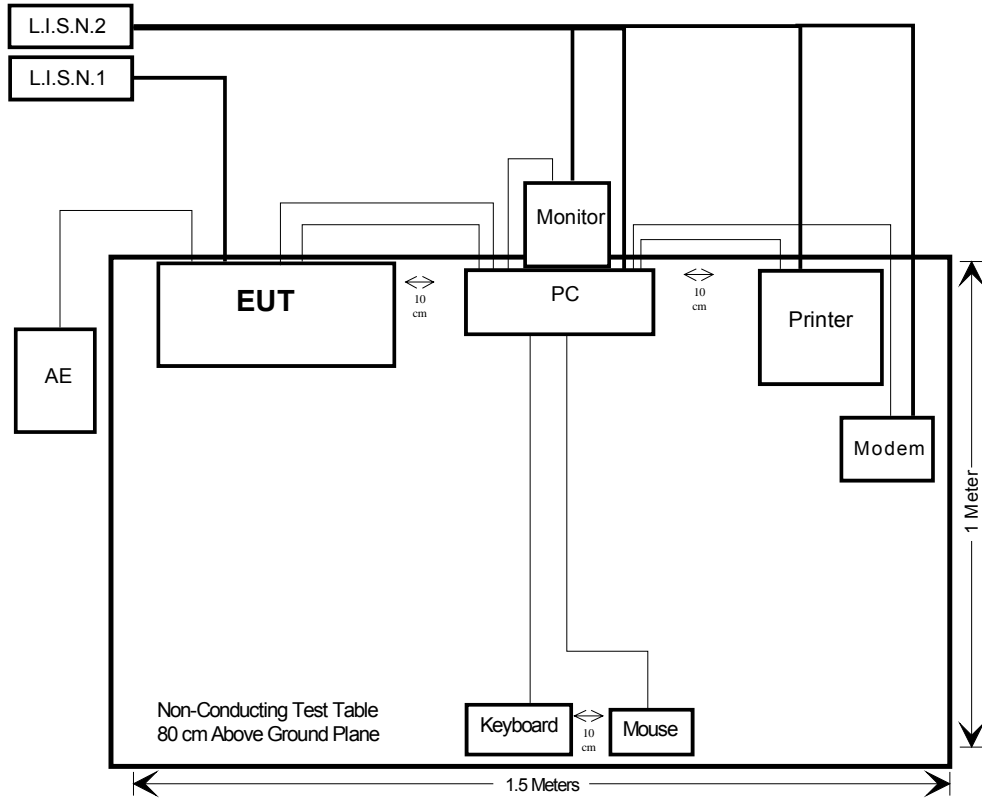 L.I.S.N.2
L.I.S.N.1
Monitor
EUT
10
cm
PC
10
cm
Printer
AE
Modem
1 Meter
Non-Conducting Test Table
80 cm Above Ground Plane
Keyboard
10
cm
Mouse
1.5 Meters